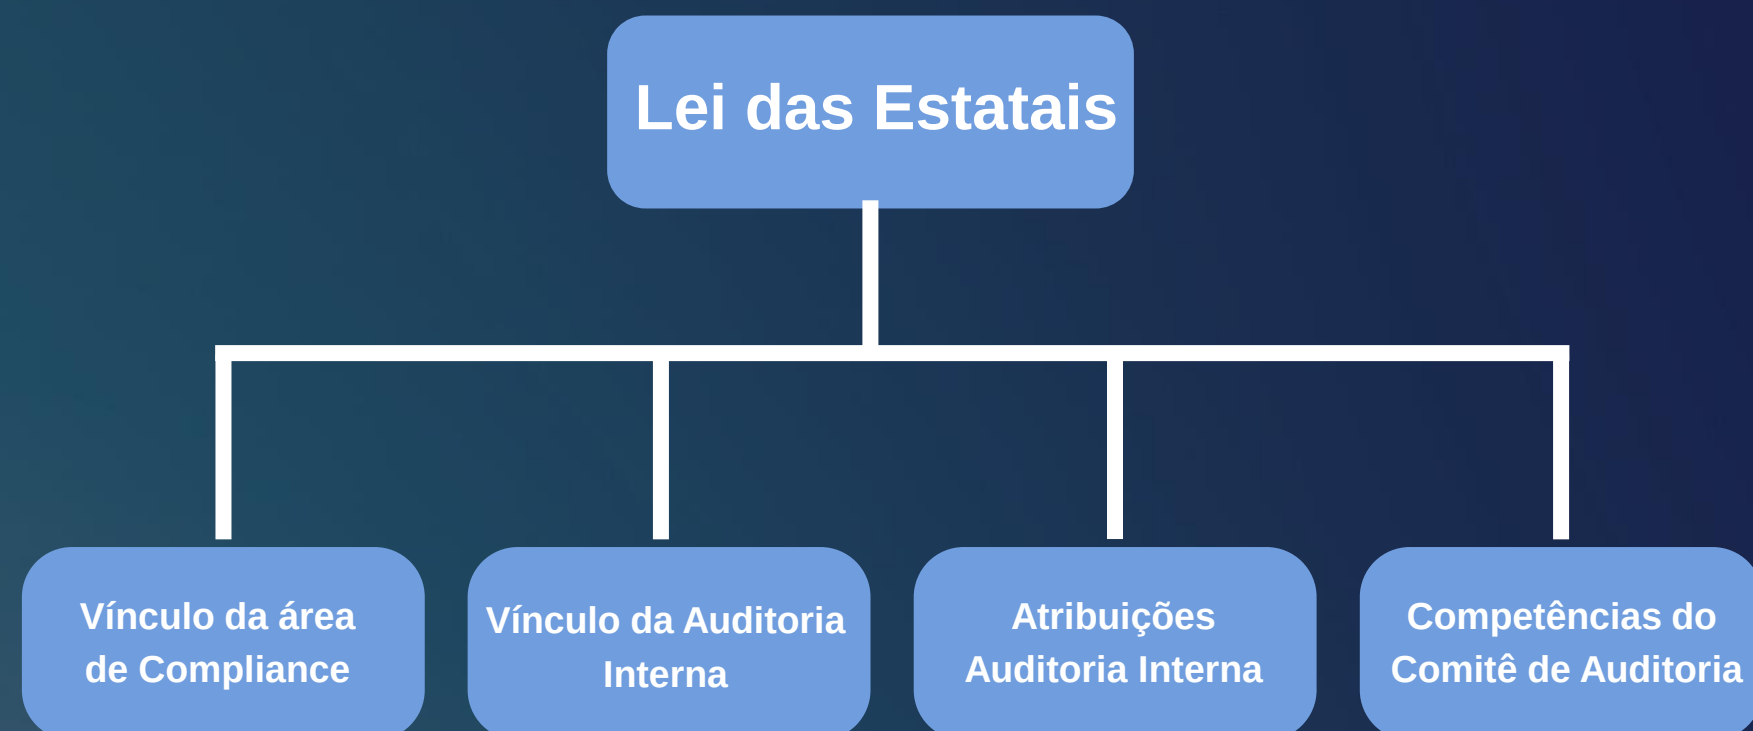 Lei das Estatais
Vínculo da área
de Compliance
Vínculo da Auditoria
Interna
Atribuições
Auditoria Interna
Competências do
Comitê de Auditoria